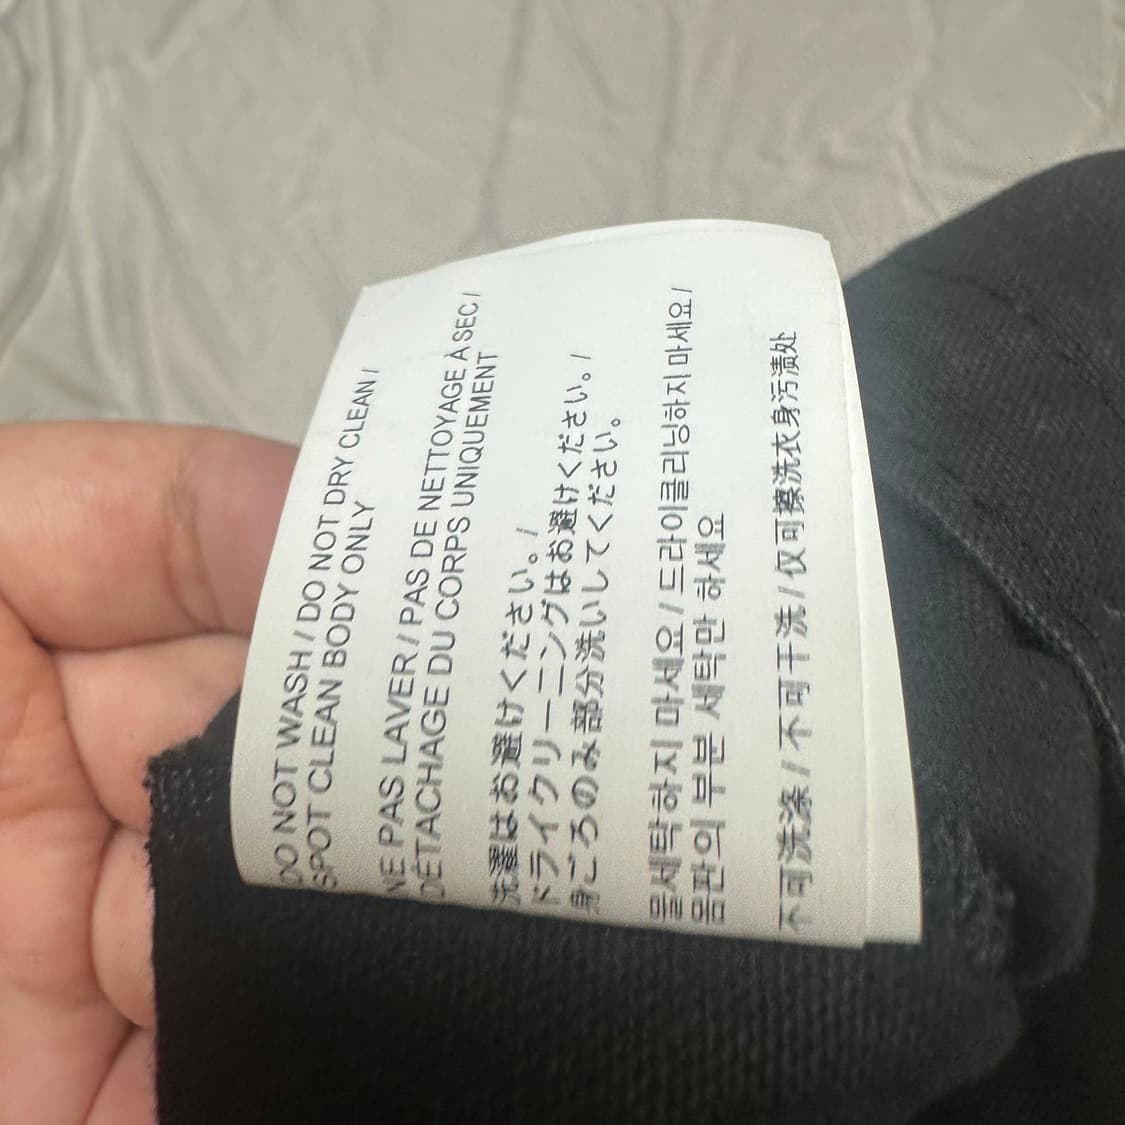 DO NOT WASH / DO NOT DRY CLEAN /
SPOT CLEAN BODY ONLY
NE PAS LAVER / PAS DE NETTOYAGE À SEC /
DÉTACHAGE DU CORPS UNIQUEMENT
洗濯はお避けください。/
ドライクリーニングはお避けください。/
身ごろのみ部分洗いしてください。
물세탁하지 마세요 / 드라이클리닝하지 마세요 /
몸판의 부분 세탁만 하세요
不可洗涤 / 不可干洗 / 仅可擦洗衣身污渍处